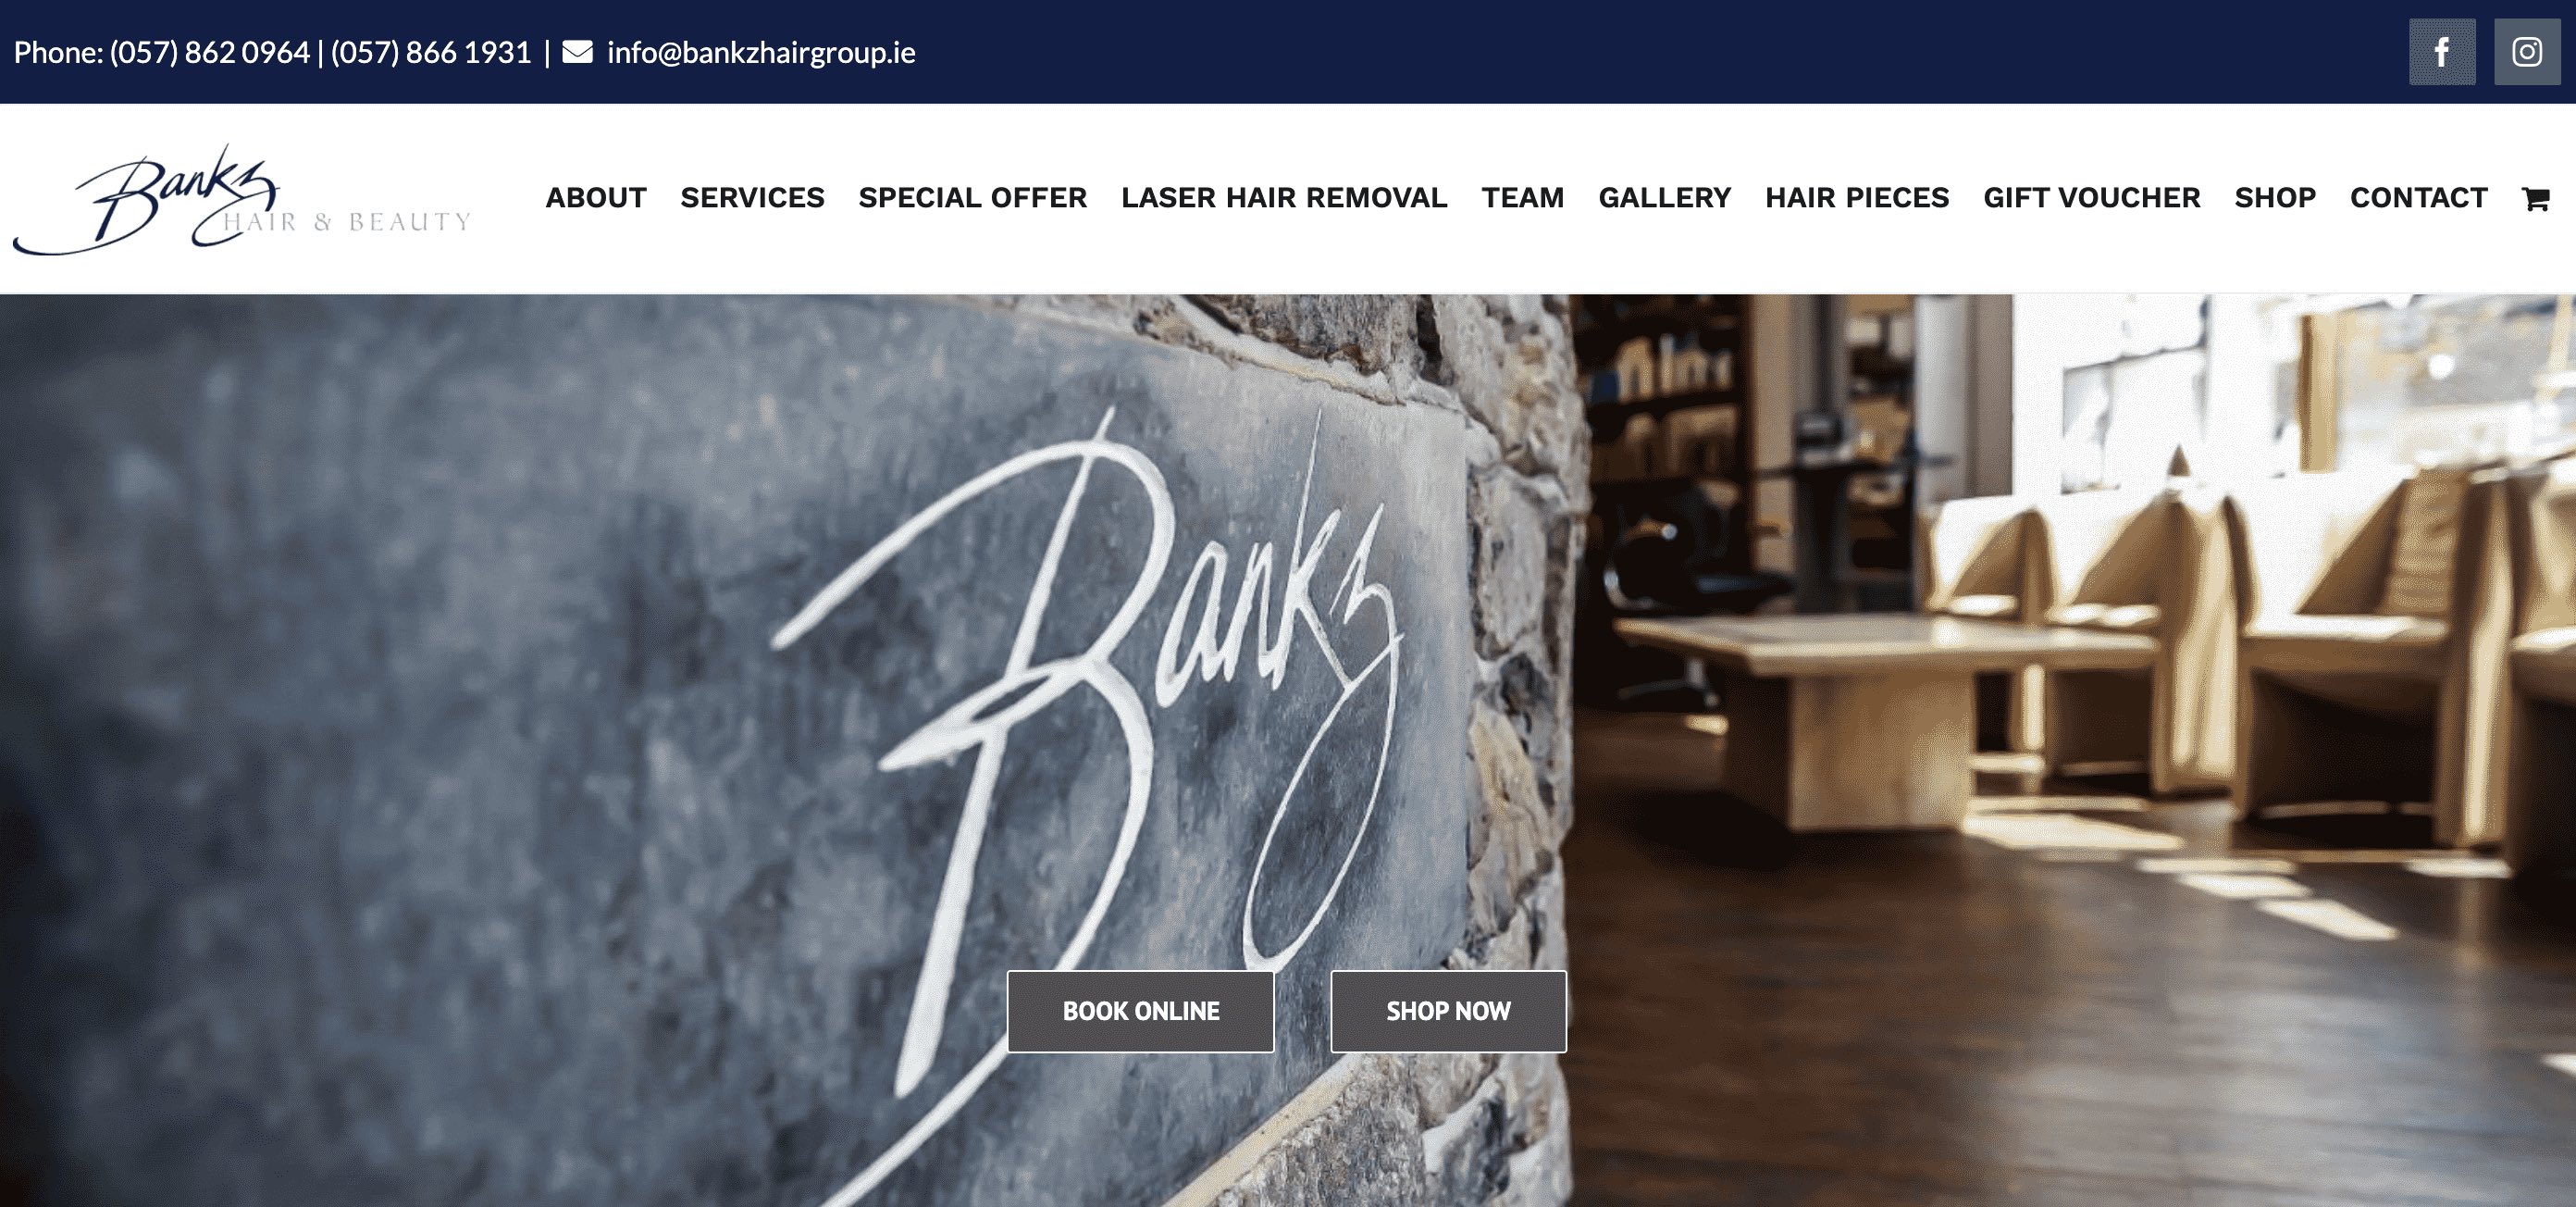 Phone: (057) 862 0964 | (057) 866 1931 | info@bankzhairgroup.ie
Bankz
HAIR & BEAUTY
ABOUT SERVICES SPECIAL OFFER LASER HAIR REMOVAL TEAM GALLERY HAIR PIECES GIFT VOUCHER SHOP CONTACT
Bankz
BOOK ONLINE SHOP NOW